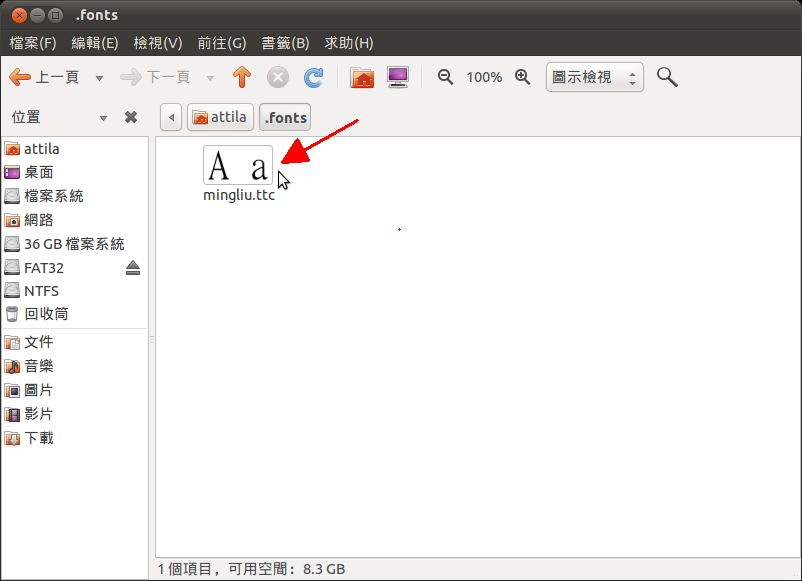 .fonts
檔案(F) 編輯(E) 檢視(V) 前往(G) 書籤(B) 求助(H)
上一頁 下一頁 100% 圖示檢視
位置 attila .fonts
attila
桌面
檔案系統
網路
36 GB 檔案系統
FAT32
NTFS
回收筒
文件
音樂
圖片
影片
下載
A a
mingliu.ttc
1 個項目，可用空間： 8.3 GB